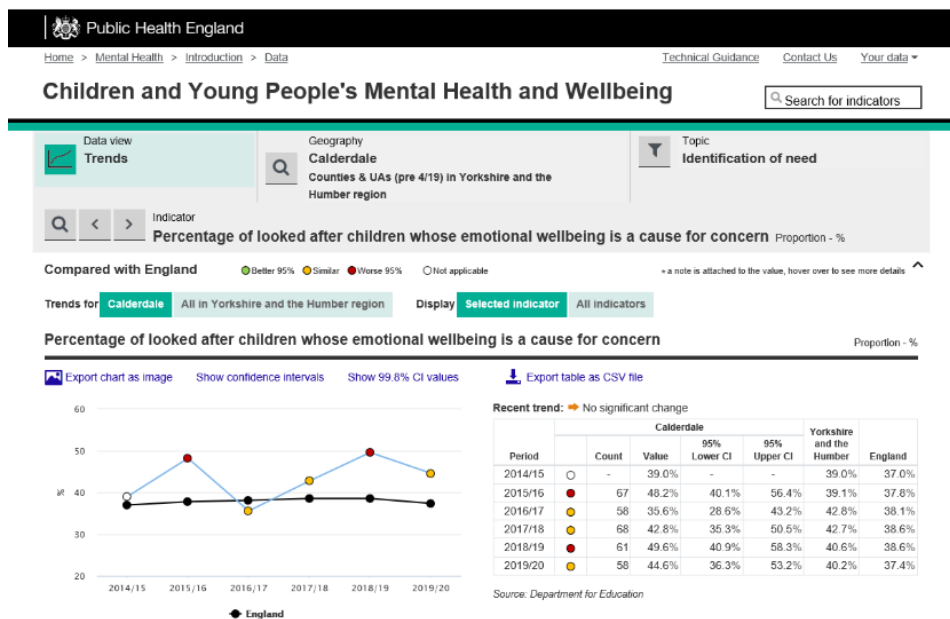 Public Health England
Home > Mental Health > Introduction > Data
Technical Guidance Contact Us Your data
Children and Young People's Mental Health and Wellbeing
Search for indicators
Data view
Trends
Geography
Calderdale
Counties & UAs (pre 4/19) in Yorkshire and the
Humber region
Topic
Identification of need
Indicator
Percentage of looked after children whose emotional wellbeing is a cause for concern Proportion - %
Compared with England Better 95% Similar Worse 95% Not applicable
* a note is attached to the value, hover over to see more details
Trends for Calderdale All in Yorkshire and the Humber region Display Selected indicator All indicators
Percentage of looked after children whose emotional wellbeing is a cause for concern Proportion - %
Export chart as image Show confidence intervals Show 99.8% CI values
Export table as CSV file
60
50
40
30
20
%
2014/15 2015/16 2016/17 2017/18 2018/19 2019/20
England
Recent trend: No significant change
Calderdale
Period Count Value 95% Lower CI 95% Upper CI Yorkshire and the Humber England
2014/15 - 39.0% - - 39.0% 37.0%
2015/16 67 48.2% 40.1% 56.4% 39.1% 37.8%
2016/17 58 35.6% 28.6% 43.2% 42.8% 38.1%
2017/18 68 42.8% 35.3% 50.5% 42.7% 38.6%
2018/19 61 49.6% 40.9% 58.3% 40.6% 38.6%
2019/20 58 44.6% 36.3% 53.2% 40.2% 37.4%
Source: Department for Education